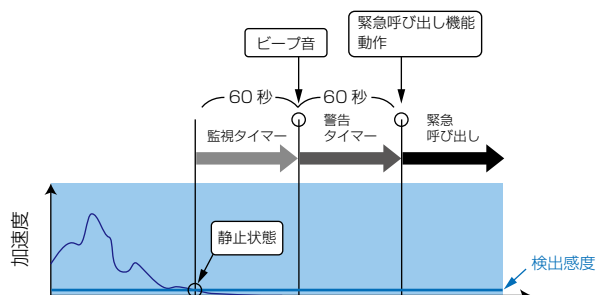 ビープ音
緊急呼び出し機能
動作
60 秒
60 秒
監視タイマー
警告
タイマー
緊急
呼び出し
静止状態
加速度
検出感度